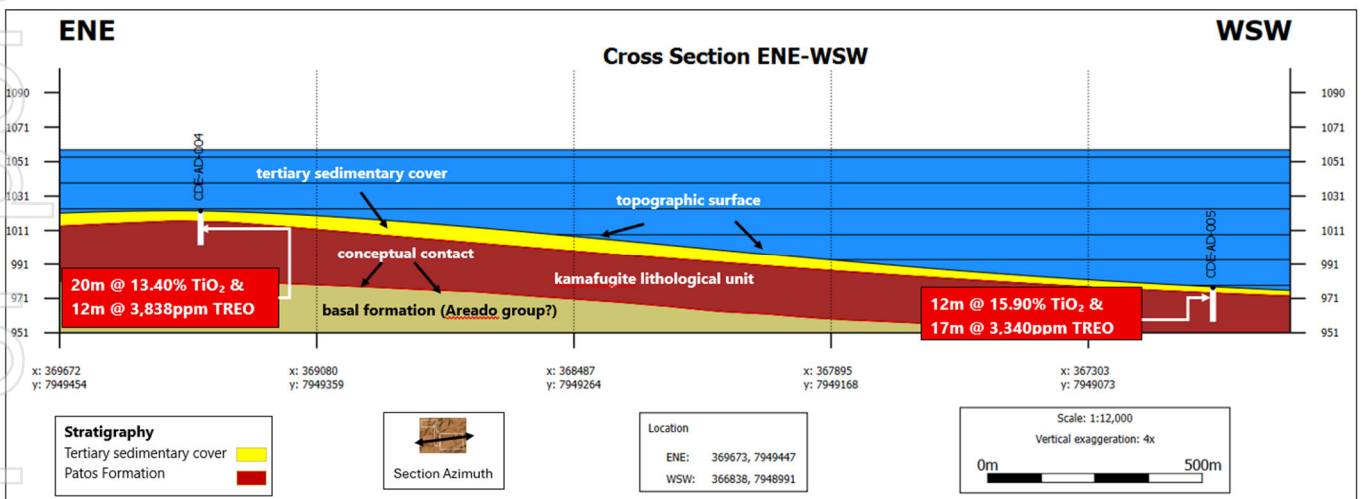 ENE
WSW
Cross Section ENE-WSW
1090
1090
1071
1071
CDE-AD-004
1051
1051
tertiary sedimentary cover
1031
1031
topographic surface
CDE-AD-005
1011
1011
conceptual contact
991
991
kamafugite lithological unit
20m @ 13.40% TiO₂ &
12m @ 3,838ppm TREO
12m @ 15.90% TiO₂ &
17m @ 3,340ppm TREO
971
971
basal formation (Areado group?)
951
951
x: 369672
y: 7949454
x: 369080
y: 7949359
x: 368487
y: 7949264
x: 367895
y: 7949168
x: 367303
y: 7949073
Stratigraphy
Tertiary sedimentary cover
Patos Formation
Section Azimuth
Location
ENE: 369673, 7949447
WSW: 366838, 7948991
Scale: 1:12,000
Vertical exaggeration: 4x
0m
500m